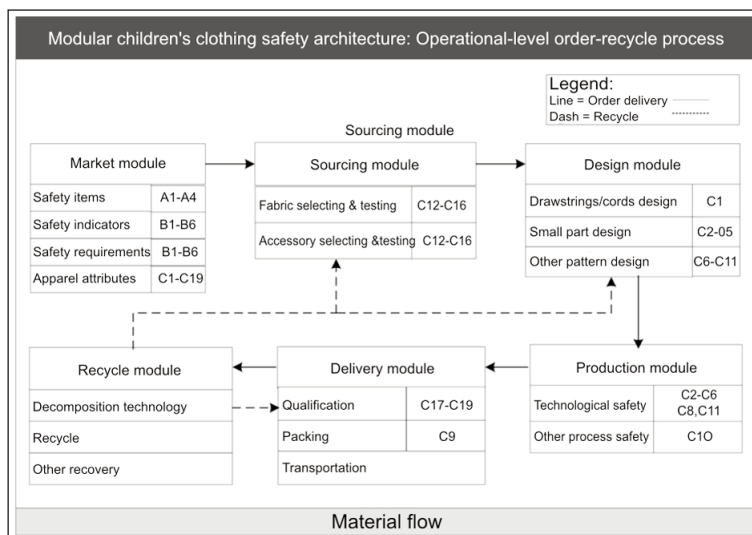 Modular children's clothing safety architecture: Operational-level order-recycle process
Legend:
Line = Order delivery
Dash = Recycle
Sourcing module
Market module
Safety items A1-A4
Safety indicators B1-B6
Safety requirements B1-B6
Apparel attributes C1-C19
Sourcing module
Fabric selecting & testing C12-C16
Accessory selecting &testing C12-C16
Design module
Drawstrings/cords design C1
Small part design C2-05
Other pattern design C6-C11
Recycle module
Decomposition technology
Recycle
Other recovery
Delivery module
Qualification C17-C19
Packing C9
Transportation
Production module
Technological safety C2-C6
C8,C11
Other process safety C1O
Material flow